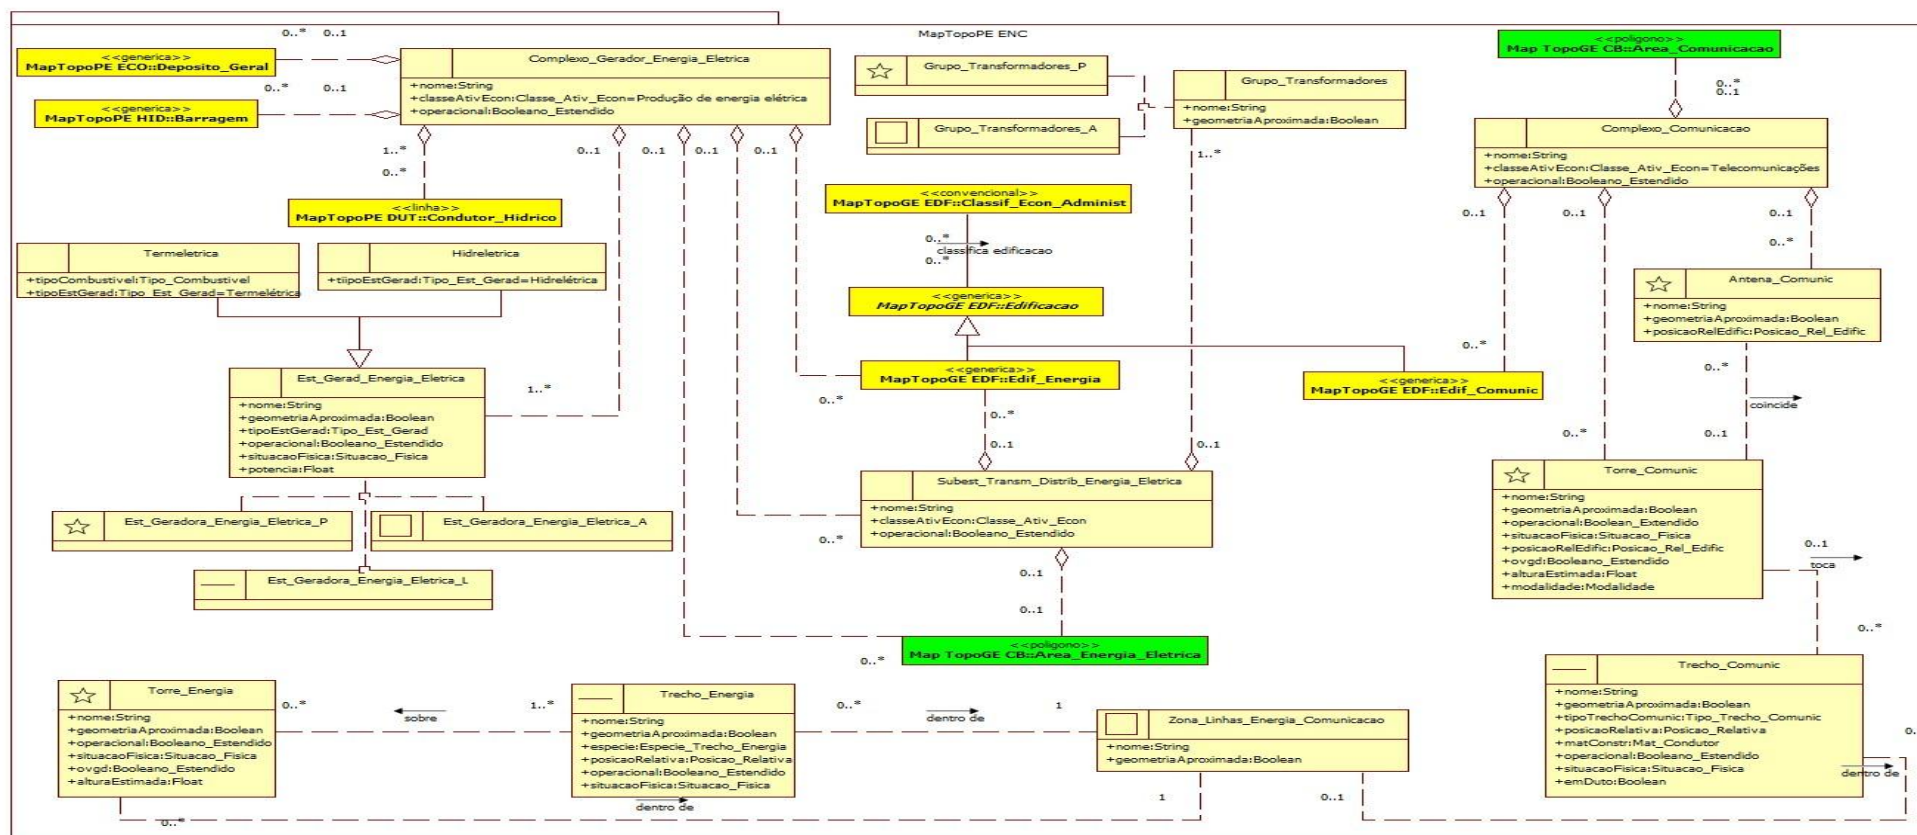 MapTopoPE ENC
<<generica>>
MapTopoPE ECO::Deposito_Geral
0..*
0..1
<<generica>>
MapTopoPE HID::Barragem
0..*
0..1
Complexo_Gerador_Energia_Eletrica
+nome:String
+classeAtivEcon:Classe_Ativ_Econ=Produção de energia elétrica
+operacional:Booleano_Estendido
1..*
0..*
0..1
0..1
0..1
0..1
<<linha>>
MapTopoPE DUT::Condutor_Hidrico
Grupo_Transformadores_P
Grupo_Transformadores_A
Grupo_Transformadores
+nome:String
+geometriaAproximada:Boolean
1..*
<<poligono>>
Map TopoGE CB::Area_Comunicacao
0..*
0..1
Complexo_Comunicacao
+nome:String
+classeAtivEcon:Classe_Ativ_Econ=Telecomunicações
+operacional:Booleano_Estendido
0..1
0..1
0..1
0..*
<<convencional>>
MapTopoGE EDF::Classif_Econ_Administ
0..*
classifica edificacao
0..*
<<generica>>
MapTopoGE EDF::Edificacao
Termeletrica
+tipoCombustivel:Tipo_Combustivel
+tipoEstGerad:Tipo_Est_Gerad=Termelétrica
Hidreletrica
+tiipoEstGerad:Tipo_Est_Gerad=Hidrelétrica
Antena_Comunic
+nome:String
+geometriaAproximada:Boolean
+posicaoRelEdific:Posicao_Rel_Edific
0..*
coincide
0..1
<<generica>>
MapTopoGE EDF::Edif_Energia
0..*
0..*
0..1
0..1
0..*
<<generica>>
MapTopoGE EDF::Edif_Comunic
0..*
Est_Gerad_Energia_Eletrica
+nome:String
+geometriaAproximada:Boolean
+tipoEstGerad:Tipo_Est_Gerad
+operacional:Booleano_Estendido
+situacaoFisica:Situacao_Fisica
+potencia:Float
1..*
Est_Geradora_Energia_Eletrica_P
Est_Geradora_Energia_Eletrica_A
Est_Geradora_Energia_Eletrica_L
Subest_Transm_Distrib_Energia_Eletrica
+nome:String
+classeAtivEcon:Classe_Ativ_Econ
+operacional:Booleano_Estendido
0..*
0..1
0..1
<<poligono>>
Map TopoGE CB::Area_Energia_Eletrica
0..*
Torre_Comunic
+nome:String
+geometriaAproximada:Boolean
+operacional:Boolean_Extendido
+situacaoFisica:Situacao_Fisica
+posicaoRelEdific:Posicao_Rel_Edific
+ovgd:Booleano_Estendido
+alturaEstimada:Float
+modalidade:Modalidade
0..1
toca
0..*
Torre_Energia
+nome:String
+geometriaAproximada:Boolean
+operacional:Booleano_Estendido
+situacaoFisica:Situacao_Fisica
+ovgd:Booleano_Estendido
+alturaEstimada:Float
0..*
sobre
1..*
Trecho_Energia
+nome:String
+geometriaAproximada:Boolean
+especie:Especie_Trecho_Energia
+posicaoRelativa:Posicao_Relativa
+operacional:Booleano_Estendido
+situacaoFisica:Situacao_Fisica
0..*
dentro de
1
Zona_Linhas_Energia_Comunicacao
+nome:String
+geometriaAproximada:Boolean
Trecho_Comunic
+nome:String
+geometriaAproximada:Boolean
+tipoTrechoComunic:Tipo_Trecho_Comunic
+posicaoRelativa:Posicao_Relativa
+matConstr:Mat_Condutor
+operacional:Booleano_Estendido
+situacaoFisica:Situacao_Fisica
+emDuto:Boolean
dentro de
0..*
dentro de
1
0..1